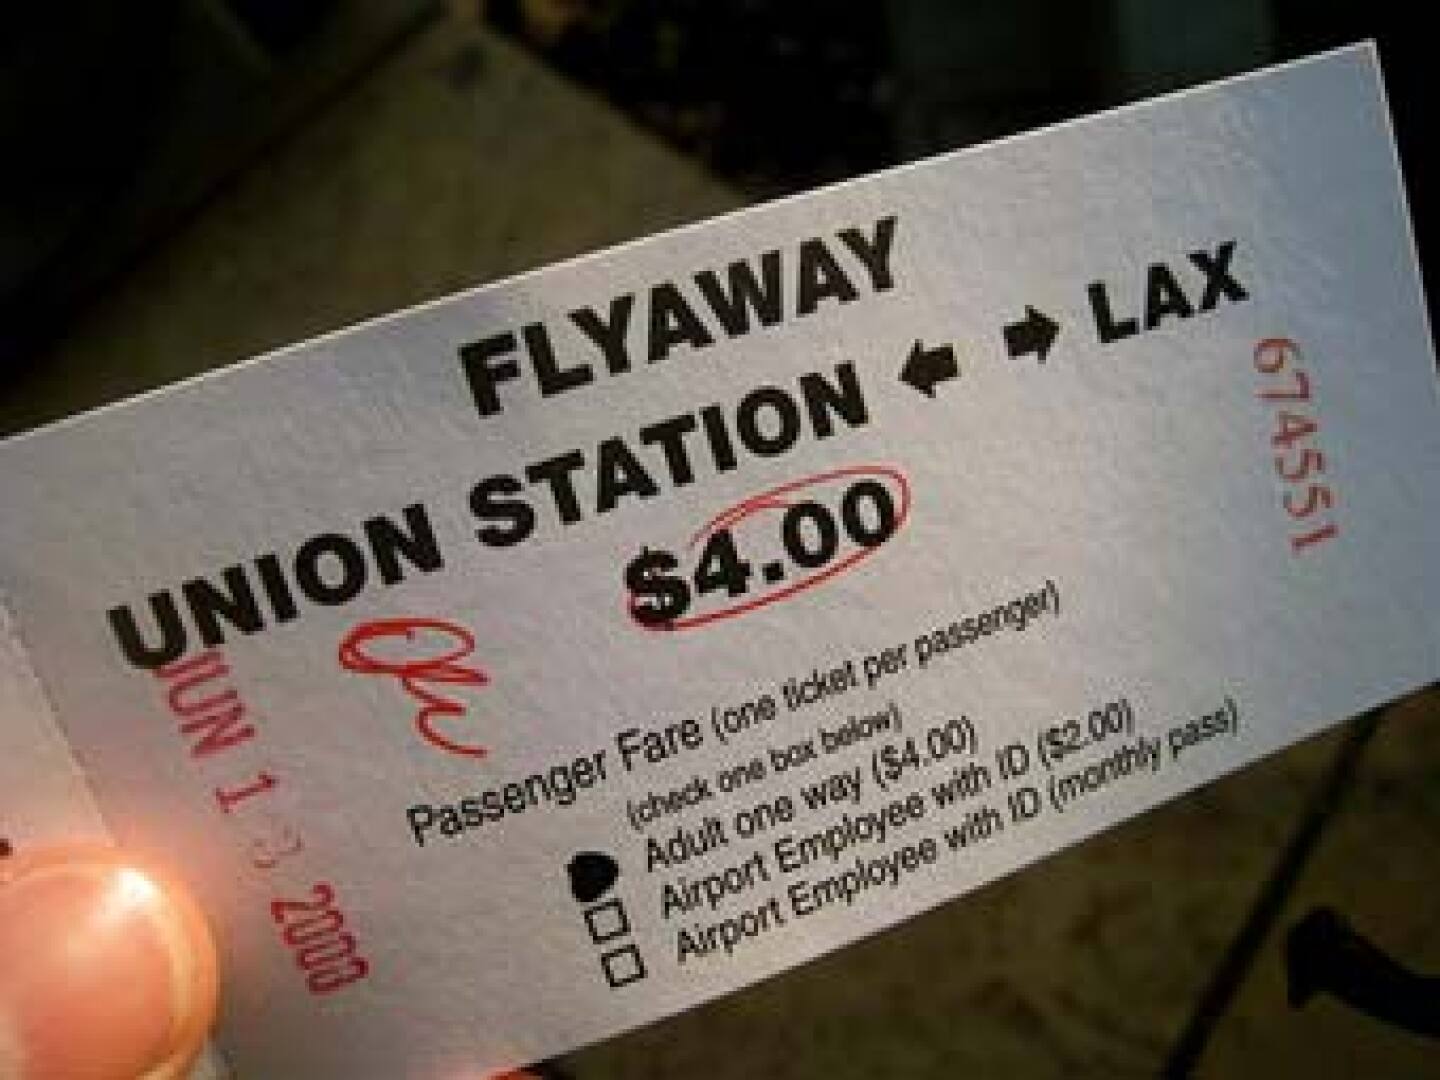 FLYAWAY
UNION STATION ← → LAX
$4.00
674551
JUN 1 2008
Passenger Fare (one ticket per passenger)
(check one box below)
Adult one way ($4.00)
Airport Employee with ID ($2.00)
Airport Employee with ID (monthly pass)